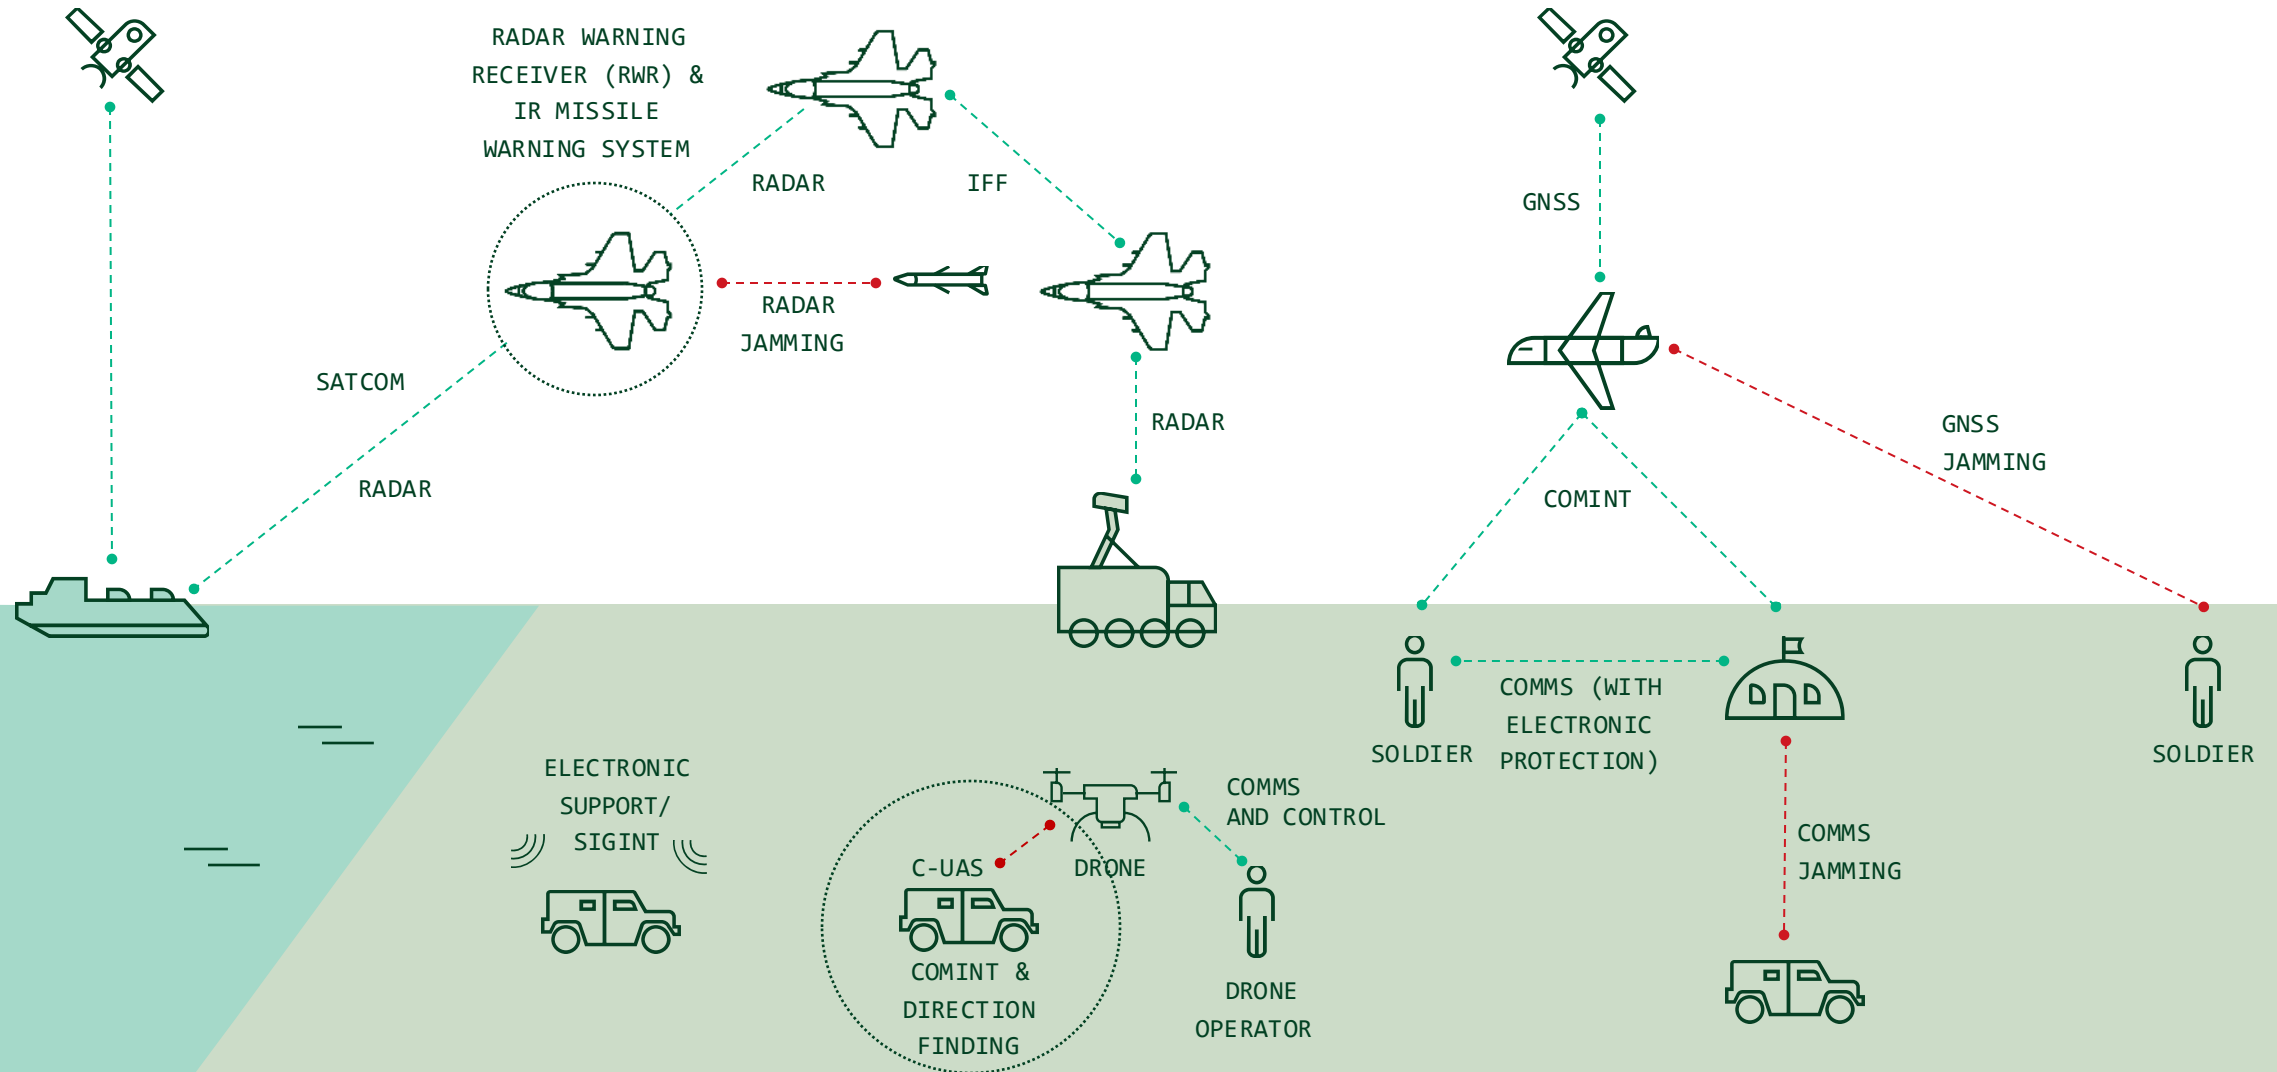 RADAR WARNING
RECEIVER (RWR) &
IR MISSILE
WARNING SYSTEM
RADAR
IFF
GNSS
RADAR
JAMMING
SATCOM
RADAR
RADAR
GNSS
JAMMING
COMINT
SOLDIER
COMMS (WITH
ELECTRONIC
PROTECTION)
SOLDIER
ELECTRONIC
SUPPORT/
SIGINT
C-UAS
DRONE
COMMS
AND CONTROL
COMMS
JAMMING
COMINT &
DIRECTION
FINDING
DRONE
OPERATOR